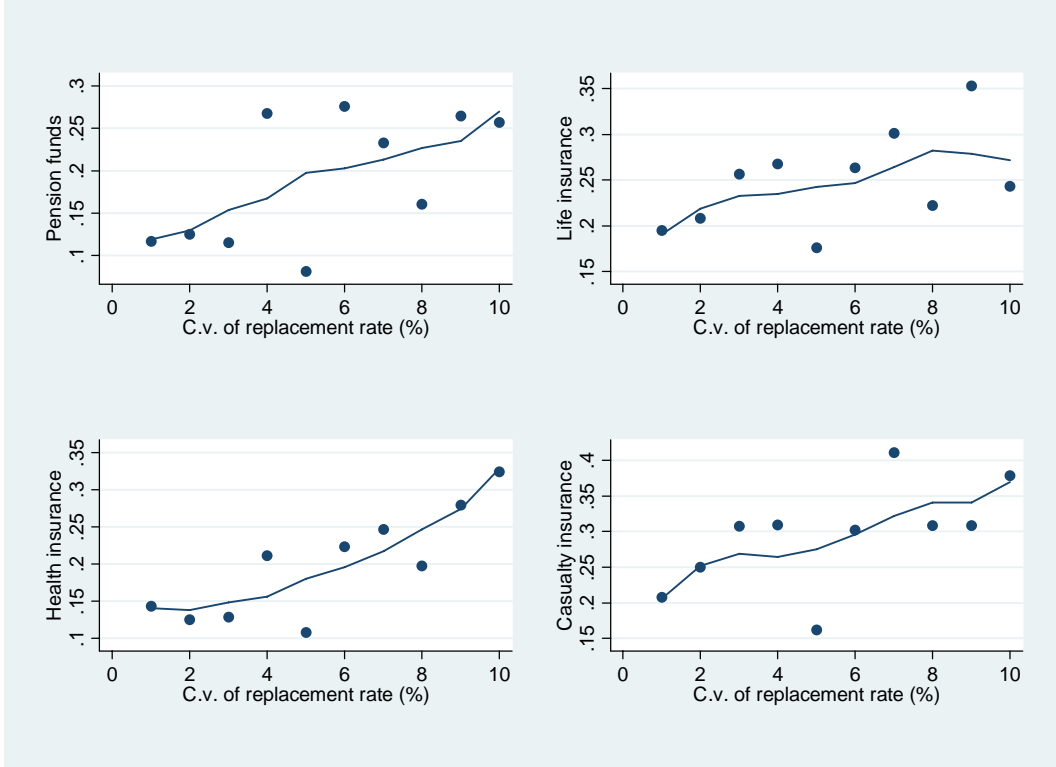 Pension funds
.3
.25
.2
.15
.1
0 2 4 6 8 10
C.v. of replacement rate (%)
Life insurance
.35
.3
.25
.2
.15
0 2 4 6 8 10
C.v. of replacement rate (%)
Health insurance
.35
.3
.25
.2
.15
.1
0 2 4 6 8 10
C.v. of replacement rate (%)
Casualty insurance
.4
.35
.3
.25
.2
.15
0 2 4 6 8 10
C.v. of replacement rate (%)